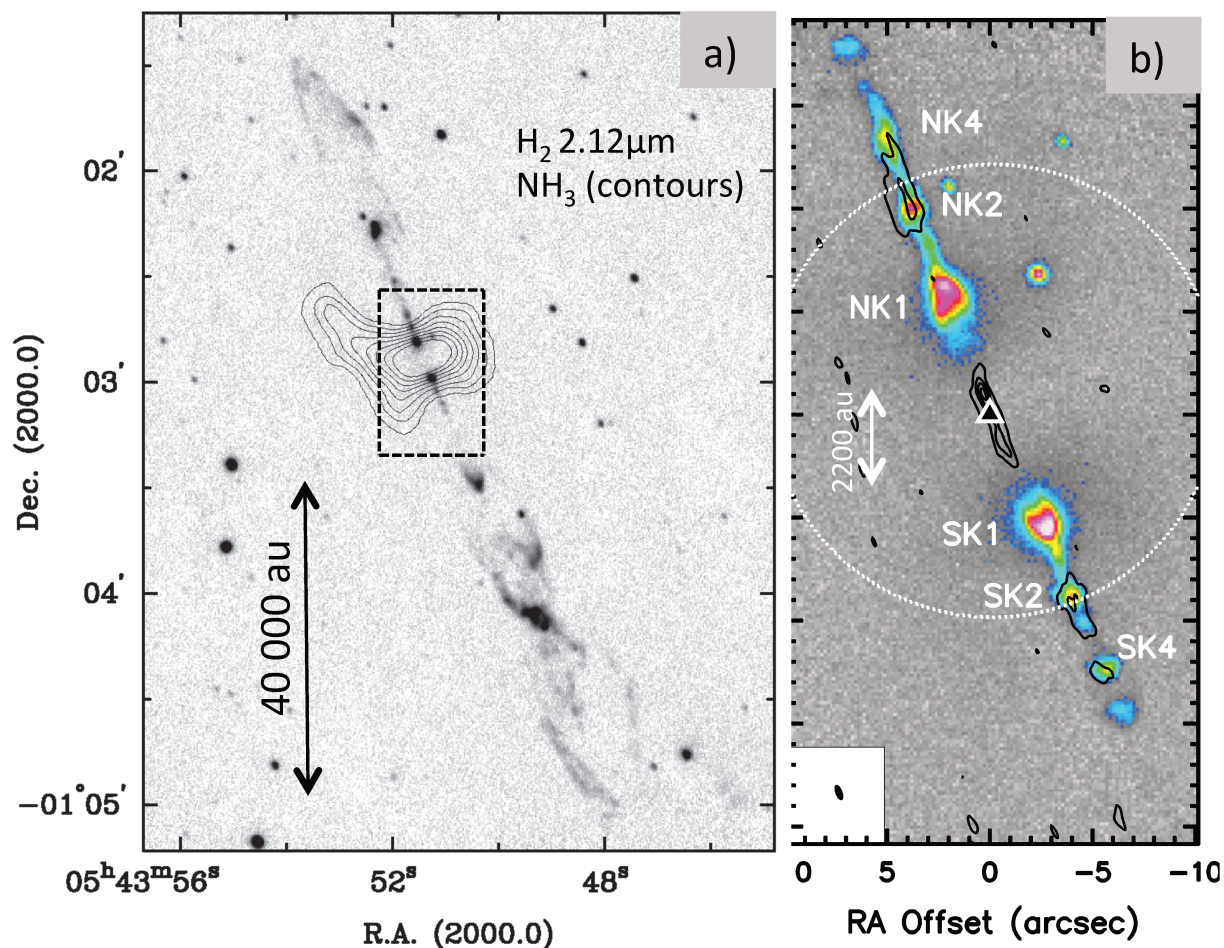 a)
H₂ 2.12µm
NH₃ (contours)
02'
03'
04'
−01°05'
Dec. (2000.0)
40 000 au
05ʰ43ᵐ56ˢ
52ˢ
48ˢ
R.A. (2000.0)
b)
NK4
NK2
NK1
2200 au
SK1
SK2
SK4
0
5
0
−5
−10
RA Offset (arcsec)